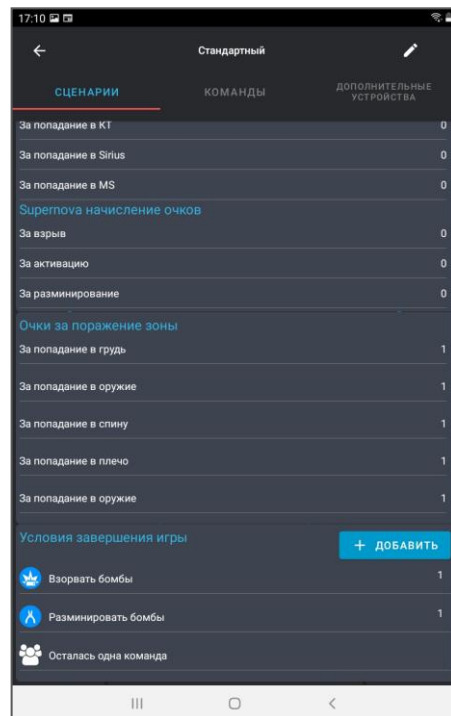 17:10
Стандартный
СЦЕНАРИИ
КОМАНДЫ
ДОПОЛНИТЕЛЬНЫЕ
УСТРОЙСТВА
За попадание в КТ 0
За попадание в Sirius 0
За попадание в MS 0
Supernova начисление очков
За взрыв 0
За активацию 0
За разминирование 0
Очки за поражение зоны
За попадание в грудь 1
За попадание в оружие 1
За попадание в спину 1
За попадание в плечо 1
За попадание в оружие 1
Условия завершения игры
+ ДОБАВИТЬ
Взорвать бомбы 1
Разминировать бомбы 1
Осталась одна команда